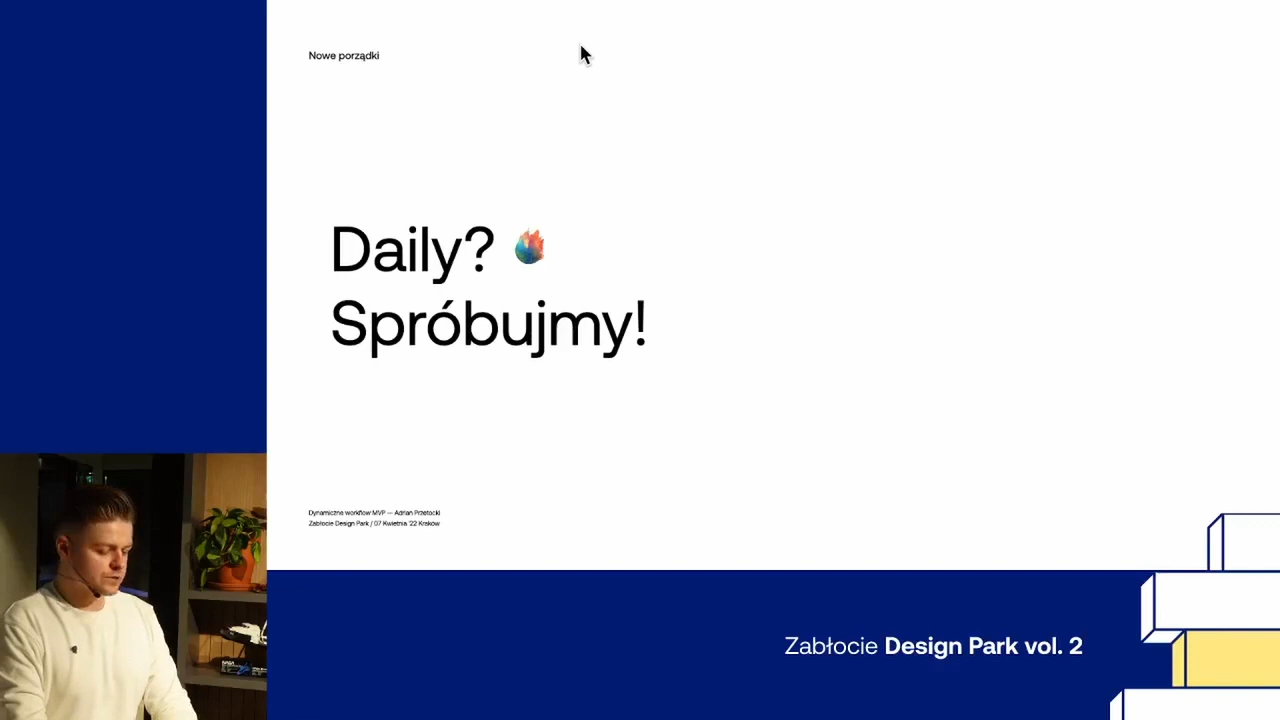 Nowe porządki
Daily?
Spróbujmy!
Dynamiczne workflow MVP — Adrian Przetocki
Zabłocie Design Park / 07 Kwietnia '22 Kraków
Zabłocie Design Park vol. 2
NASA